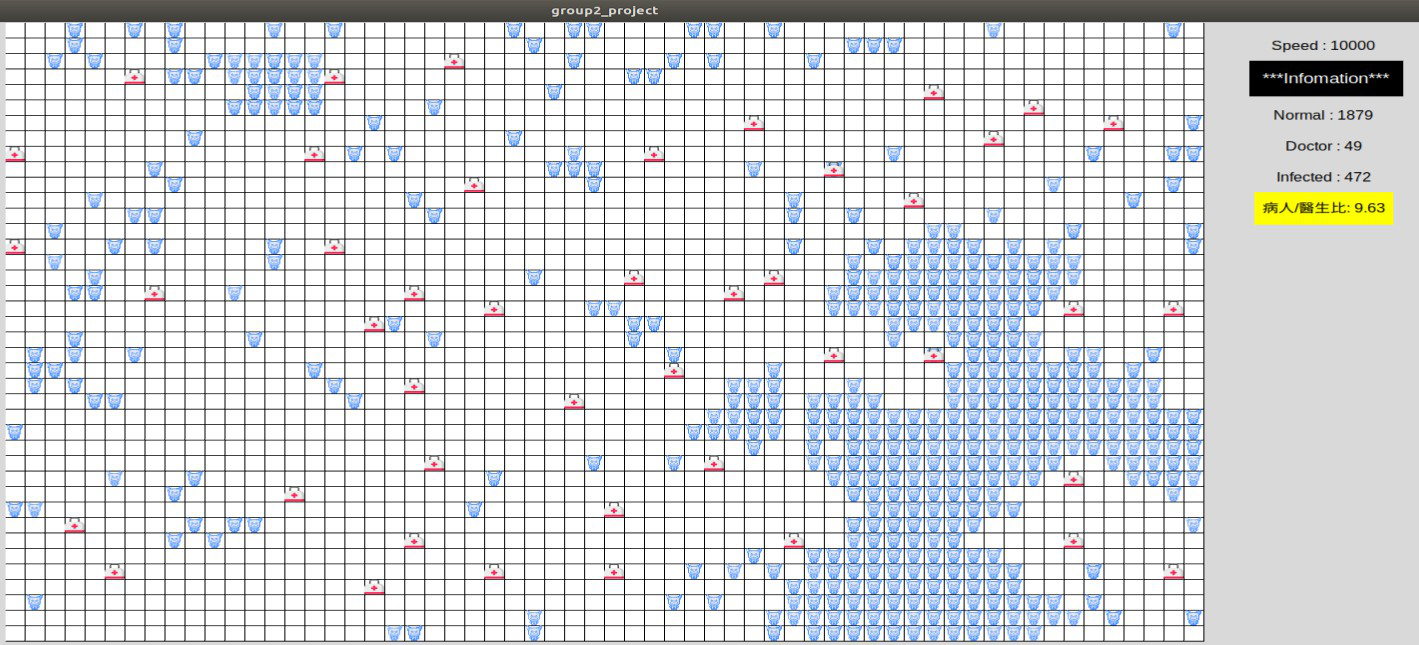 group2_project
Speed : 10000
***Infomation***
Normal : 1879
Doctor : 49
Infected : 472
病人/醫生比: 9.63